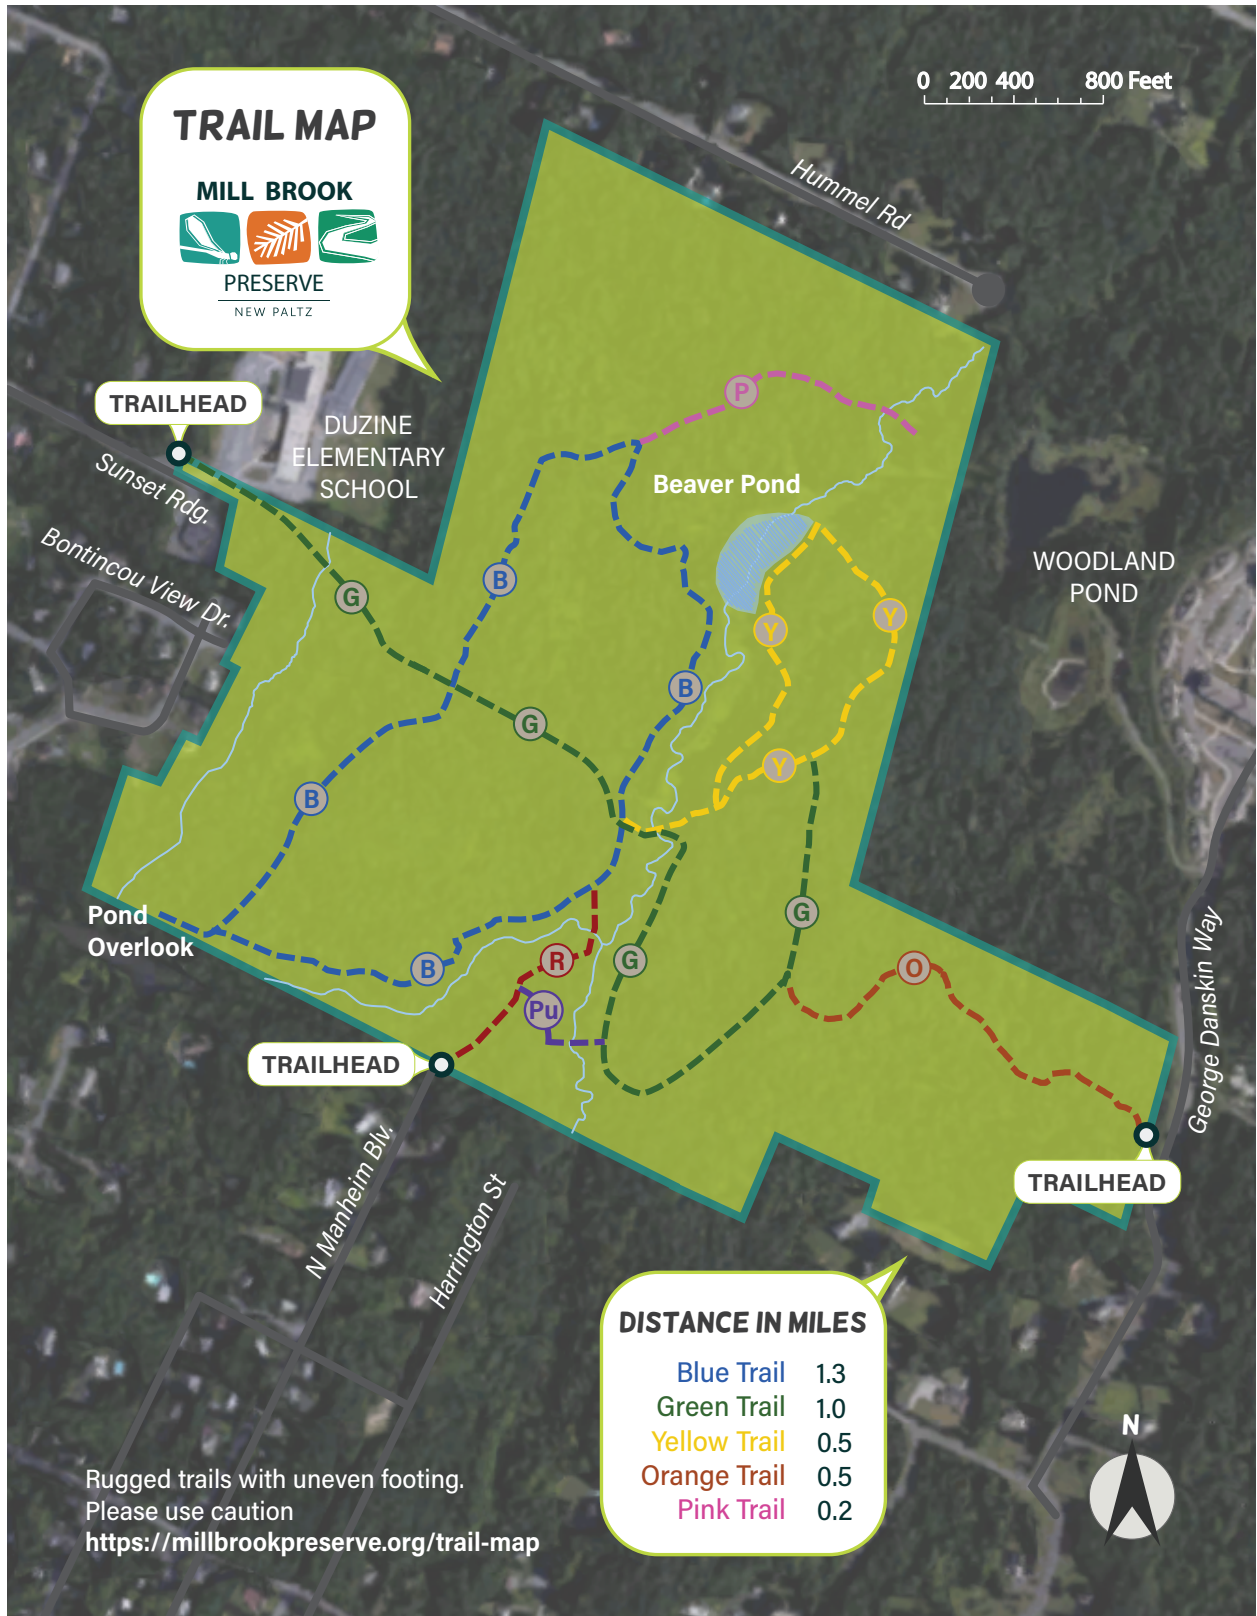 0 200 400 800 Feet
TRAIL MAP
MILL BROOK
PRESERVE
NEW PALTZ
Hummel Rd
TRAILHEAD
DUZINE
ELEMENTARY
SCHOOL
Sunset Rdg.
Bontincou View Dr.
P
Beaver Pond
WOODLAND
POND
B
G
Y
Y
B
G
Y
B
G
Pond
Overlook
George Danskin Way
B
R
G
O
Pu
TRAILHEAD
TRAILHEAD
N Manheim Blv.
Harrington St
DISTANCE IN MILES
Blue Trail 1.3
Green Trail 1.0
Yellow Trail 0.5
Orange Trail 0.5
Pink Trail 0.2
N
Rugged trails with uneven footing.
Please use caution
https://millbrookpreserve.org/trail-map